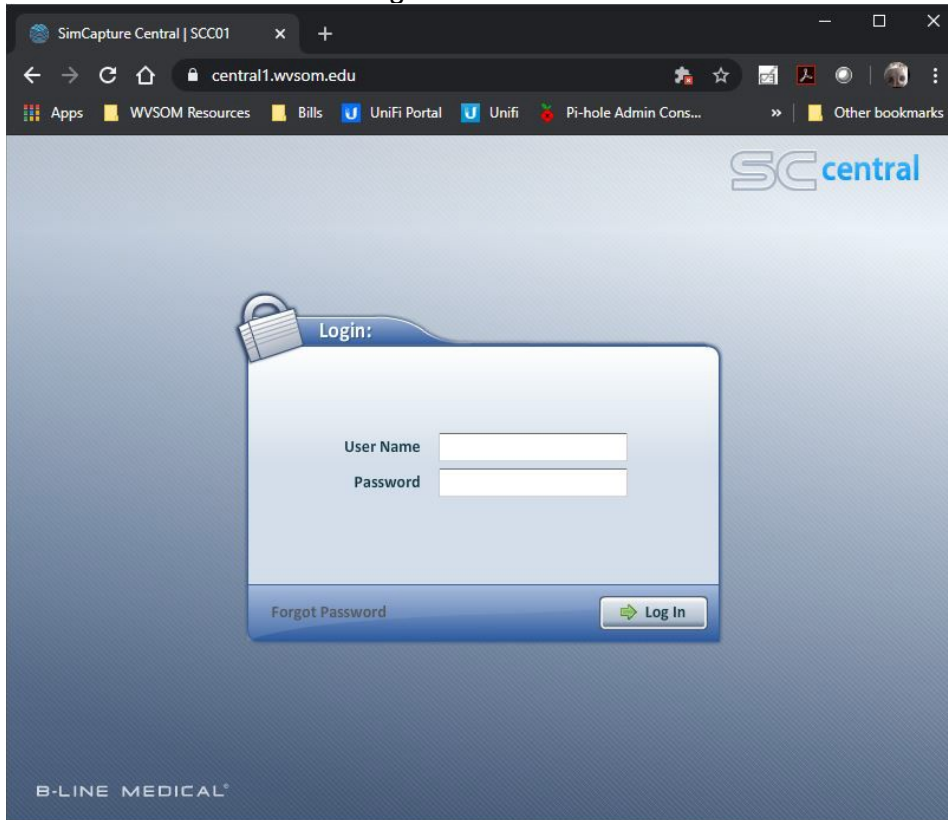 SimCapture Central | SCC01
central1.wvsom.edu
Apps WVSOM Resources Bills UniFi Portal Unifi Pi-hole Admin Cons... » Other bookmarks
SC central
Login:
User Name
Password
Forgot Password Log In
B-LINE MEDICAL®